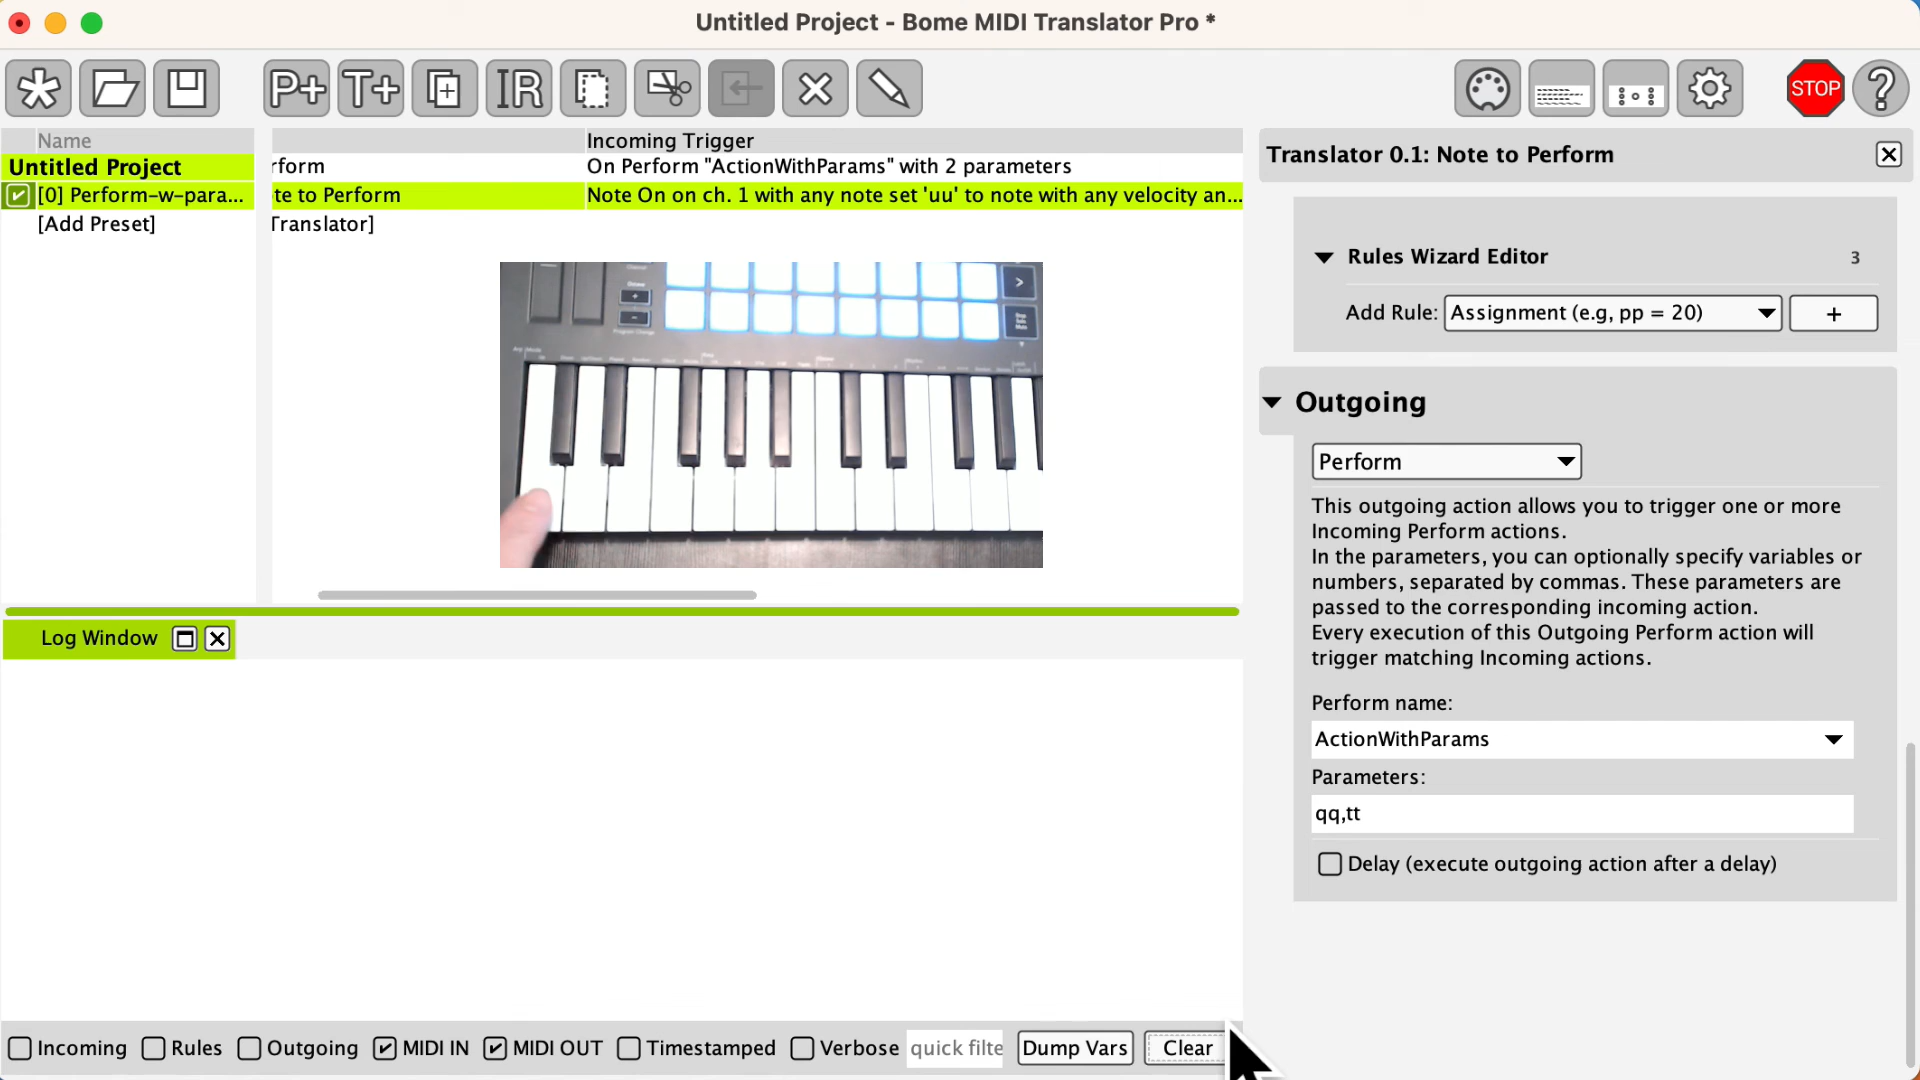 Untitled Project - Bome MIDI Translator Pro *
P+ T+ IR STOP ?
Name
Incoming Trigger
Untitled Project
rform
On Perform "ActionWithParams" with 2 parameters
[0] Perform-w-para...
te to Perform
Note On on ch. 1 with any note set 'uu' to note with any velocity an...
[Add Preset]
Translator]
Translator 0.1: Note to Perform
Rules Wizard Editor 3
Add Rule: Assignment (e.g, pp = 20) +
Outgoing
Perform
This outgoing action allows you to trigger one or more
Incoming Perform actions.
In the parameters, you can optionally specify variables or
numbers, separated by commas. These parameters are
passed to the corresponding incoming action.
Every execution of this Outgoing Perform action will
trigger matching Incoming actions.
Perform name:
ActionWithParams
Parameters:
qq,tt
Delay (execute outgoing action after a delay)
Log Window
Incoming Rules Outgoing MIDI IN MIDI OUT Timestamped Verbose quick filte Dump Vars Clear